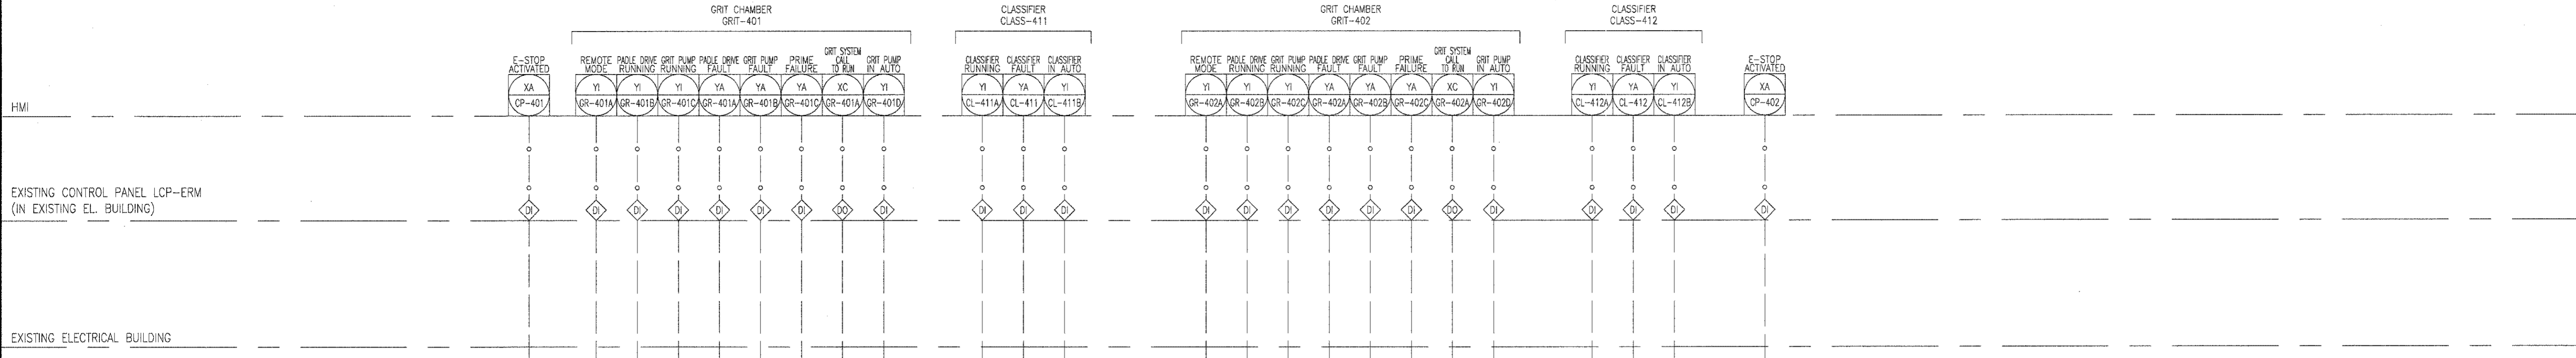 GRIT CHAMBER
GRIT-401
CLASSIFIER
CLASS-411
GRIT CHAMBER
GRIT-402
CLASSIFIER
CLASS-412
E-STOP
ACTIVATED
REMOTE
MODE
PADLE DRIVE
RUNNING
GRIT PUMP
RUNNING
PADLE DRIVE
FAULT
GRIT PUMP
FAULT
PRIME
FAILURE
GRIT SYSTEM
CALL
TO RUN
GRIT PUMP
IN AUTO
CLASSIFIER
RUNNING
CLASSIFIER
FAULT
CLASSIFIER
IN AUTO
REMOTE
MODE
PADLE DRIVE
RUNNING
GRIT PUMP
RUNNING
PADLE DRIVE
FAULT
GRIT PUMP
FAULT
PRIME
FAILURE
GRIT SYSTEM
CALL
TO RUN
GRIT PUMP
IN AUTO
CLASSIFIER
RUNNING
CLASSIFIER
FAULT
CLASSIFIER
IN AUTO
E-STOP
ACTIVATED
XA YI YI YI YA YA YA XC YI YI YA YI YI YI YI YA YA YA XC YI YI YA YI XA
CP-401 GR-401A GR-401B GR-401C GR-401A GR-401B GR-401C GR-401A GR-401D CL-411A CL-411 CL-411B GR-402A GR-402B GR-402C GR-402A GR-402B GR-402C GR-402A GR-402D CL-412A CL-412 CL-412B CP-402
HMI
EXISTING CONTROL PANEL LCP-ERM
(IN EXISTING EL. BUILDING)
DI DI DI DI DI DI DI DO DI DI DI DI DI DI DI DI DI DI DO DI DI DI DI DI
EXISTING ELECTRICAL BUILDING